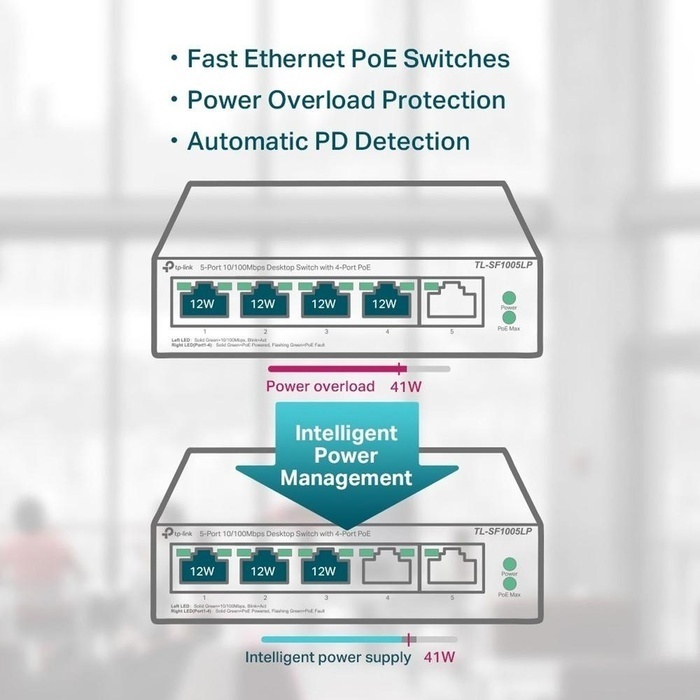 • Fast Ethernet PoE Switches
• Power Overload Protection
• Automatic PD Detection
tp-link 5-Port 10/100Mbps Desktop Switch with 4-Port PoE TL-SF1005LP
12W 12W 12W 12W
1 2 3 4 5
Power
PoE Max
Left LED: Solid Green=10/100Mbps, Blink=Act
Right LED(Port1-4): Solid Green=PoE Powered, Flashing Green=PoE Fault
Power overload 41W
Intelligent
Power
Management
tp-link 5-Port 10/100Mbps Desktop Switch with 4-Port PoE TL-SF1005LP
12W 12W 12W
2 3 4 5
Power
PoE Max
Left LED: Solid Green=10/100Mbps, Blink=Act
Right LED(Port1-4): Solid Green=PoE Powered, Flashing Green=PoE Fault
Intelligent power supply 41W